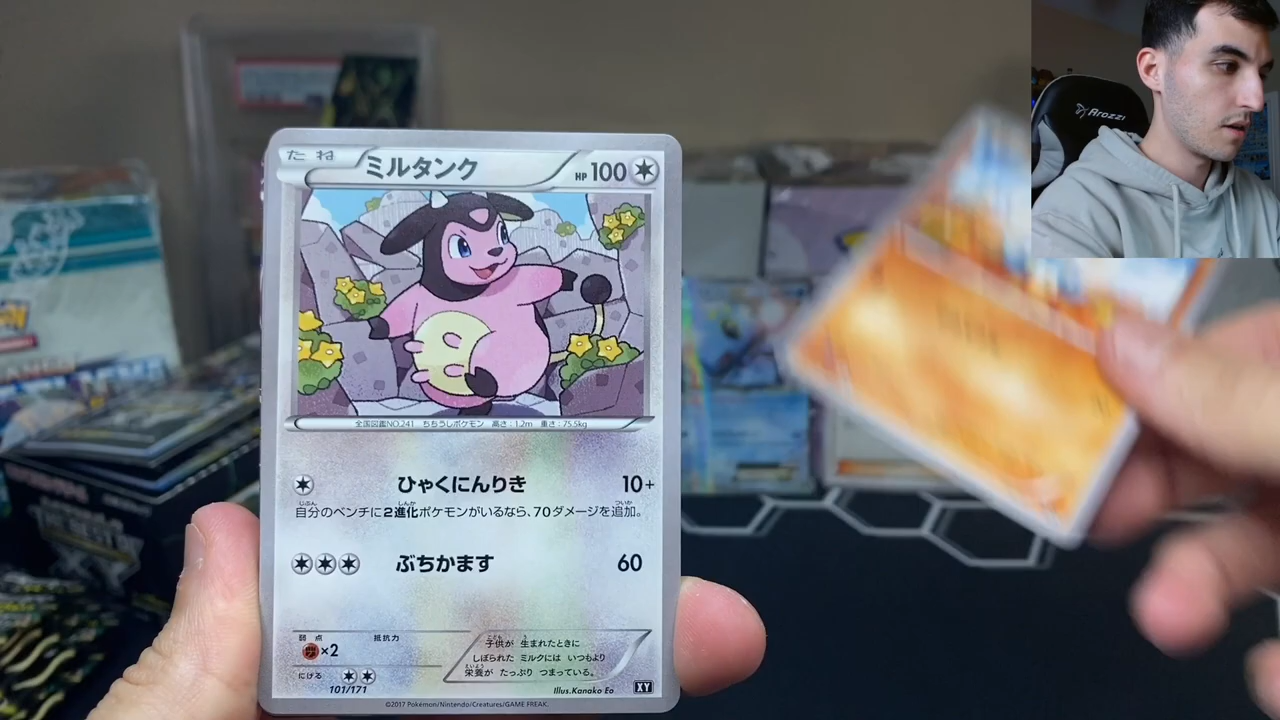 たね ミルタンク HP 100
全国図鑑NO.241 ちちうしポケモン 高さ:1.2m 重さ:75.5kg
ひゃくにんりき 10+
自分のベンチに2進化ポケモンがいるなら、70ダメージを追加。
ぶちかます 60
弱点 抵抗力
×2
にげる
子供が 生まれたときに
しぼられた ミルクには いつもより
栄養が たっぷり つまっている。
101/171
Illus.Kanako Eo XY
©2017 Pokémon/Nintendo/Creatures/GAME FREAK.
Arozzi